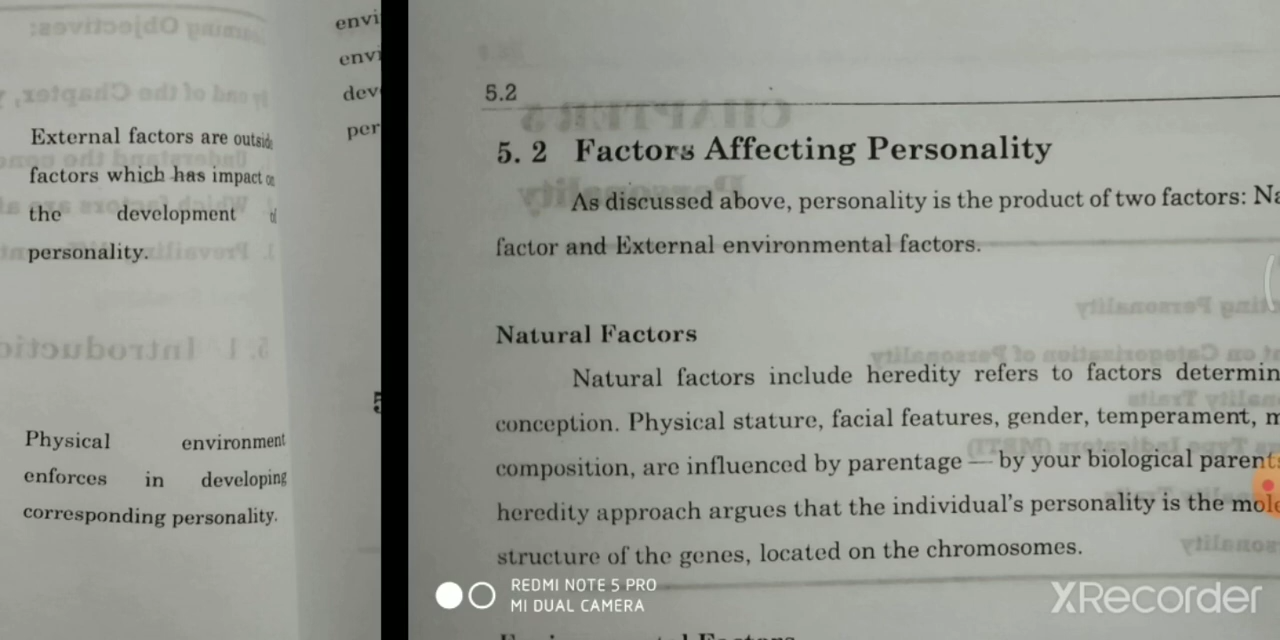 External factors are outside
factors which has impact on
the development of
personality.
Physical environment
enforces in developing
corresponding personality.
envi
envi
dev
per
5.2
5. 2 Factors Affecting Personality
As discussed above, personality is the product of two factors: Na
factor and External environmental factors.
Natural Factors
Natural factors include heredity refers to factors determin
conception. Physical stature, facial features, gender, temperament, m
composition, are influenced by parentage — by your biological parent
heredity approach argues that the individual's personality is the mole
structure of the genes, located on the chromosomes.
REDMI NOTE 5 PRO
MI DUAL CAMERA
XRecorder